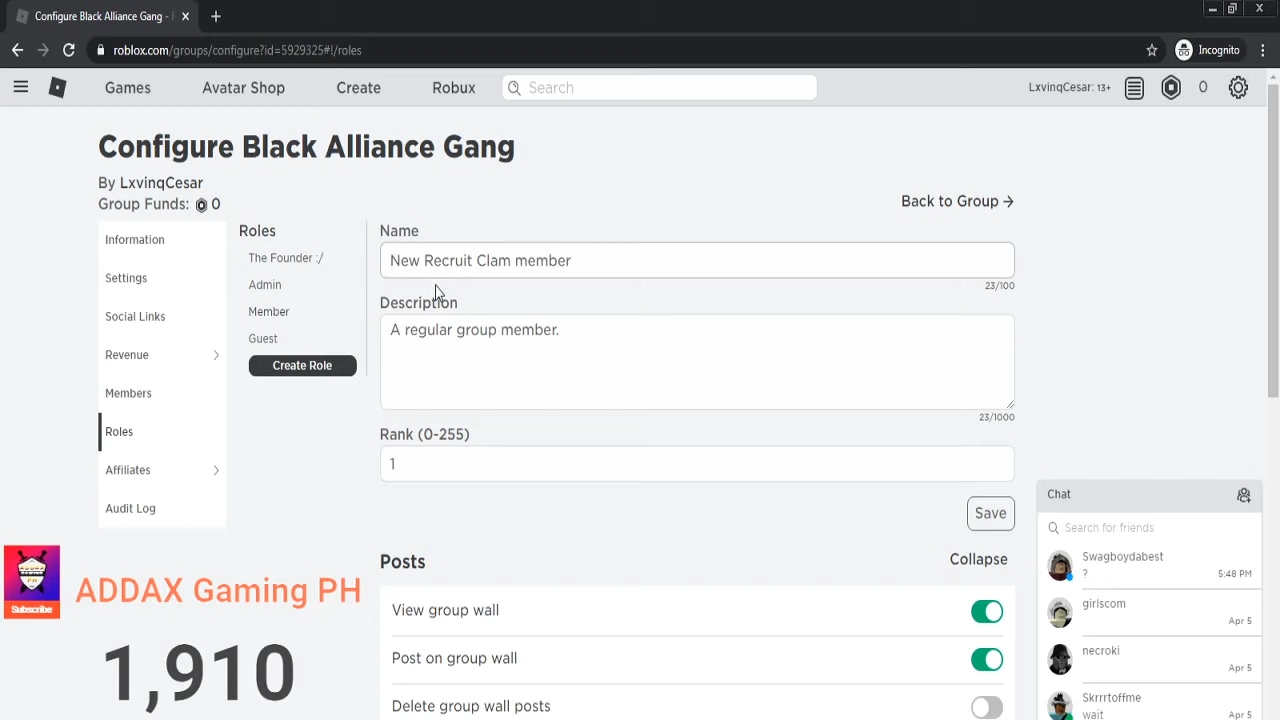 Configure Black Alliance Gang -
roblox.com/groups/configure?id=5929325#!/roles
Incognito
Games
Avatar Shop
Create
Robux
Search
LxvinqCesar: 13+
0
Configure Black Alliance Gang
By LxvinqCesar
Group Funds: 0
Back to Group →
Information
Settings
Social Links
Revenue
Members
Roles
Affiliates
Audit Log
Roles
The Founder :/
Admin
Member
Guest
Create Role
Name
New Recruit Clam member
23/100
Description
A regular group member.
23/1000
Rank (0-255)
1
Save
Posts
Collapse
View group wall
Post on group wall
Delete group wall posts
Chat
Search for friends
Swagboydabest
?
5:48 PM
giriscom
Apr 5
necroki
Apr 5
Skrrrtoffme
wait
Apr 5
ADDAX
Gaming
PH
Subscribe
ADDAX Gaming PH
1,910